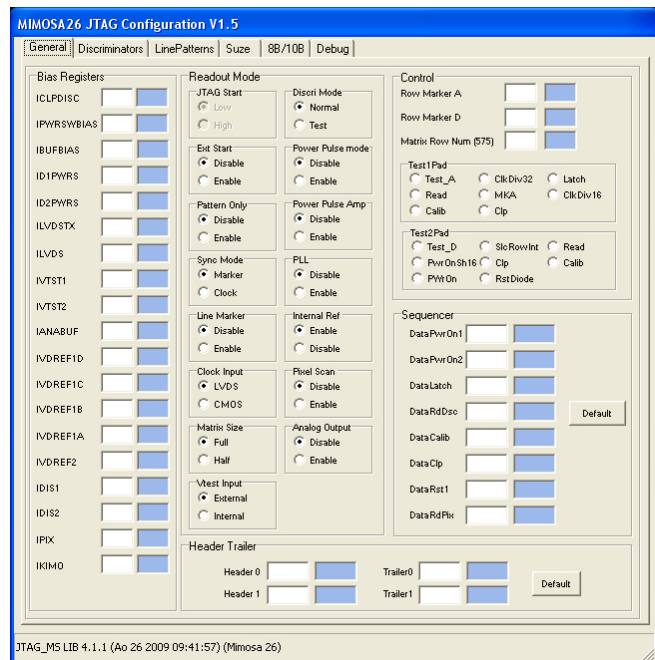 MIMOSA26 JTAG Configuration V1.5
General Discriminators LinePatterns Suze 8B/10B Debug
Bias Registers
ICLPDISC
IPWRSWBIAS
IBUFBIAS
ID1PWRS
ID2PWRS
ILVDSTX
ILVDS
IVTST1
IVTST2
IANABUF
IVDREF1D
IVDREF1C
IVDREF1B
IVDREF1A
IVDREF2
IDIS1
IDIS2
IPIX
IKIMO
Readout Mode
JTAG Start
Low
High
Discri Mode
Normal
Test
Ext Start
Disable
Enable
Power Pulse mode
Disable
Enable
Pattern Only
Disable
Enable
Power Pulse Amp
Disable
Enable
Sync Mode
Marker
Clock
PLL
Disable
Enable
Line Marker
Disable
Enable
Internal Ref
Enable
Disable
Clock Input
LVDS
CMOS
Pixel Scan
Disable
Enable
Matrix Size
Full
Half
Analog Output
Disable
Enable
Vtest Input
External
Internal
Control
Row Marker A
Row Marker D
Matrix Row Num (575)
Test1Pad
Test_A ClkDiv32 Latch
Read MKA ClkDiv16
Calib Clp
Test2Pad
Test_D SlcRowInt Read
PwrOnSh16 Clp Calib
PWrOn RstDiode
Sequencer
DataPwrOn1
DataPwrOn2
DataLatch
DataRdDsc
DataCalib
DataClp
DataRst1
DataRdPix
Default
Header Trailer
Header 0 Trailer0
Header 1 Trailer1
Default
JTAG_MS LIB 4.1.1 (Ao 26 2009 09:41:57) (Mimosa 26)